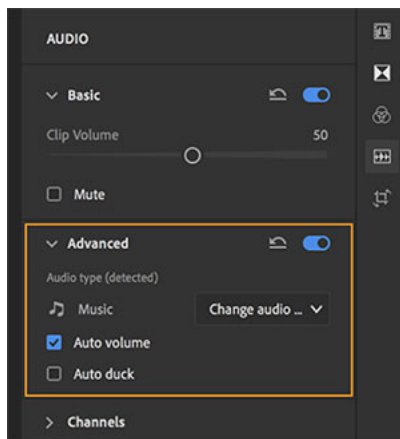 AUDIO
Basic
Clip Volume 50
Mute
Advanced
Audio type (detected)
Music Change audio ...
Auto volume
Auto duck
Channels